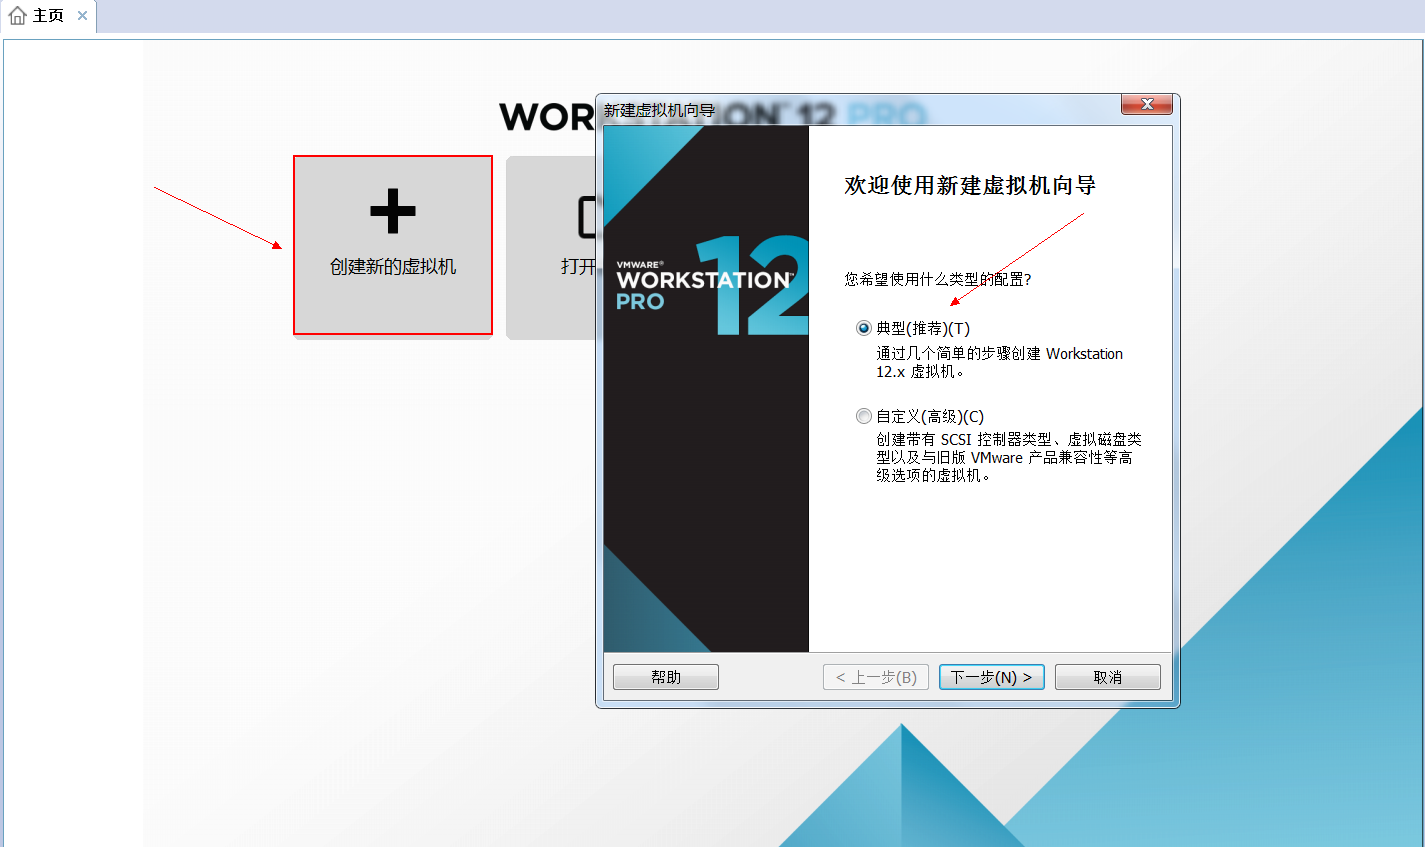 主页
WORKSTATION™ 12 PRO
创建新的虚拟机
打开
新建虚拟机向导
VMWARE®
WORKSTATION™
PRO
12
欢迎使用新建虚拟机向导
您希望使用什么类型的配置?
典型(推荐)(T)
通过几个简单的步骤创建 Workstation
12.x 虚拟机。
自定义(高级)(C)
创建带有 SCSI 控制器类型、虚拟磁盘类
型以及与旧版 VMware 产品兼容性等高
级选项的虚拟机。
帮助
< 上一步(B)
下一步(N) >
取消